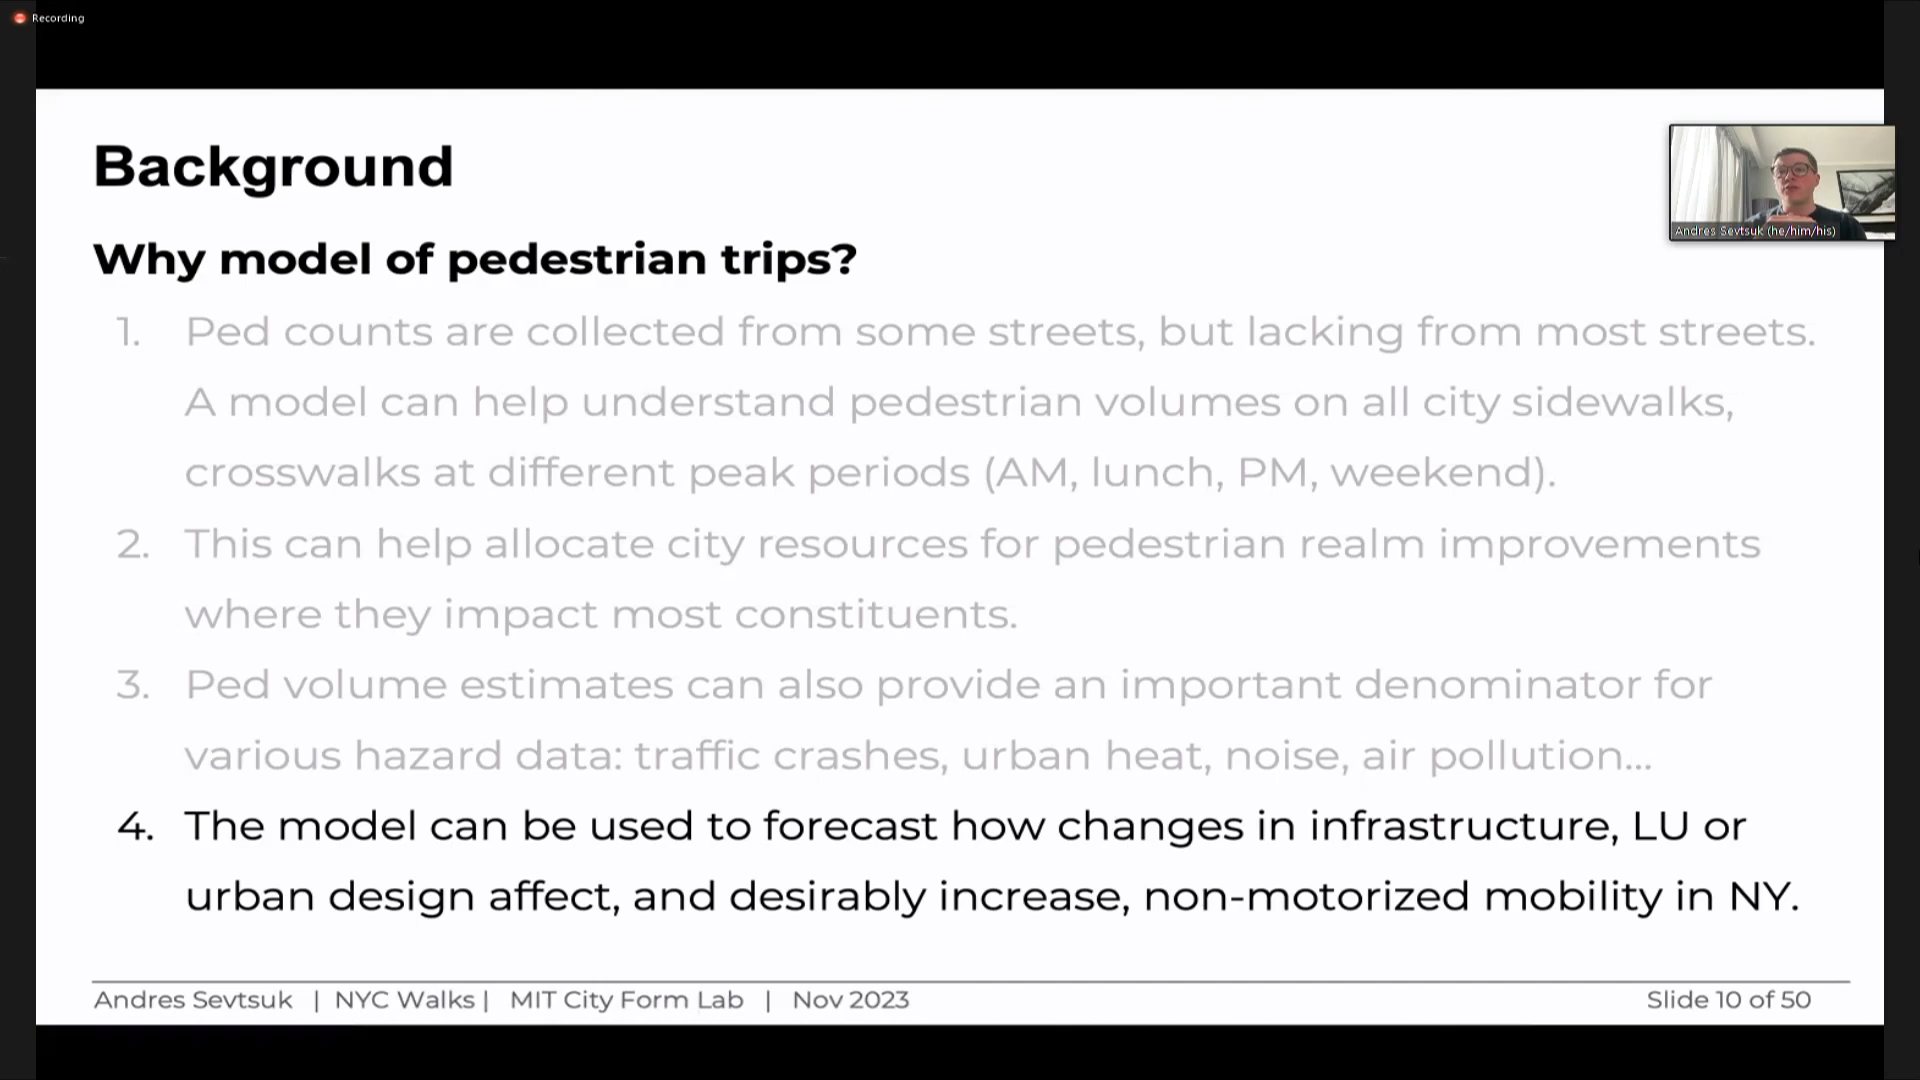 Recording
Background
Andres Sevtsuk (he/him/his)
Why model of pedestrian trips?
1. Ped counts are collected from some streets, but lacking from most streets.
A model can help understand pedestrian volumes on all city sidewalks,
crosswalks at different peak periods (AM, lunch, PM, weekend).
2. This can help allocate city resources for pedestrian realm improvements
where they impact most constituents.
3. Ped volume estimates can also provide an important denominator for
various hazard data: traffic crashes, urban heat, noise, air pollution...
4. The model can be used to forecast how changes in infrastructure, LU or
urban design affect, and desirably increase, non-motorized mobility in NY.
Andres Sevtsuk | NYC Walks | MIT City Form Lab | Nov 2023 Slide 10 of 50